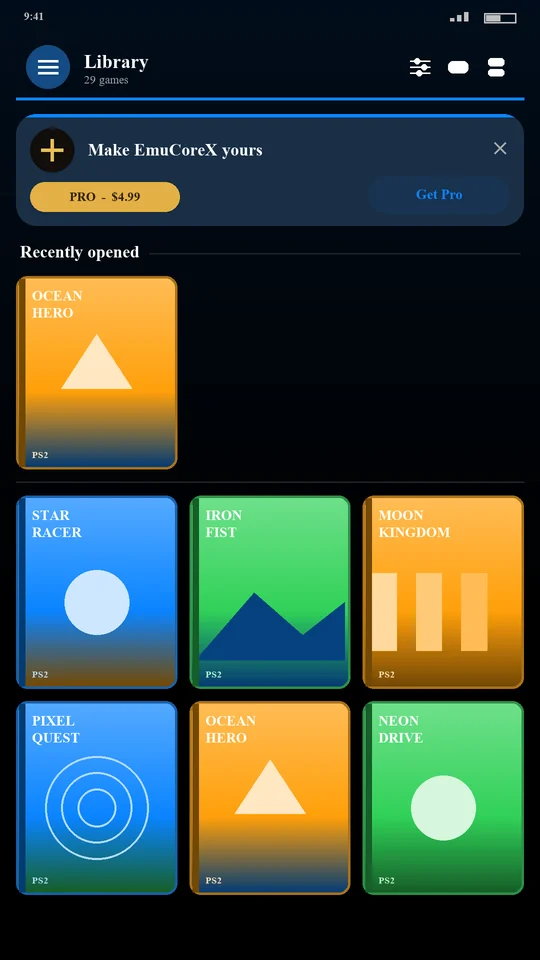 9:41
Library
29 games
Make EmuCoreX yours
PRO - $4.99
Get Pro
Recently opened
OCEAN
HERO
PS2
STAR
RACER
PS2
IRON
FIST
PS2
MOON
KINGDOM
PS2
PIXEL
QUEST
PS2
OCEAN
HERO
PS2
NEON
DRIVE
PS2